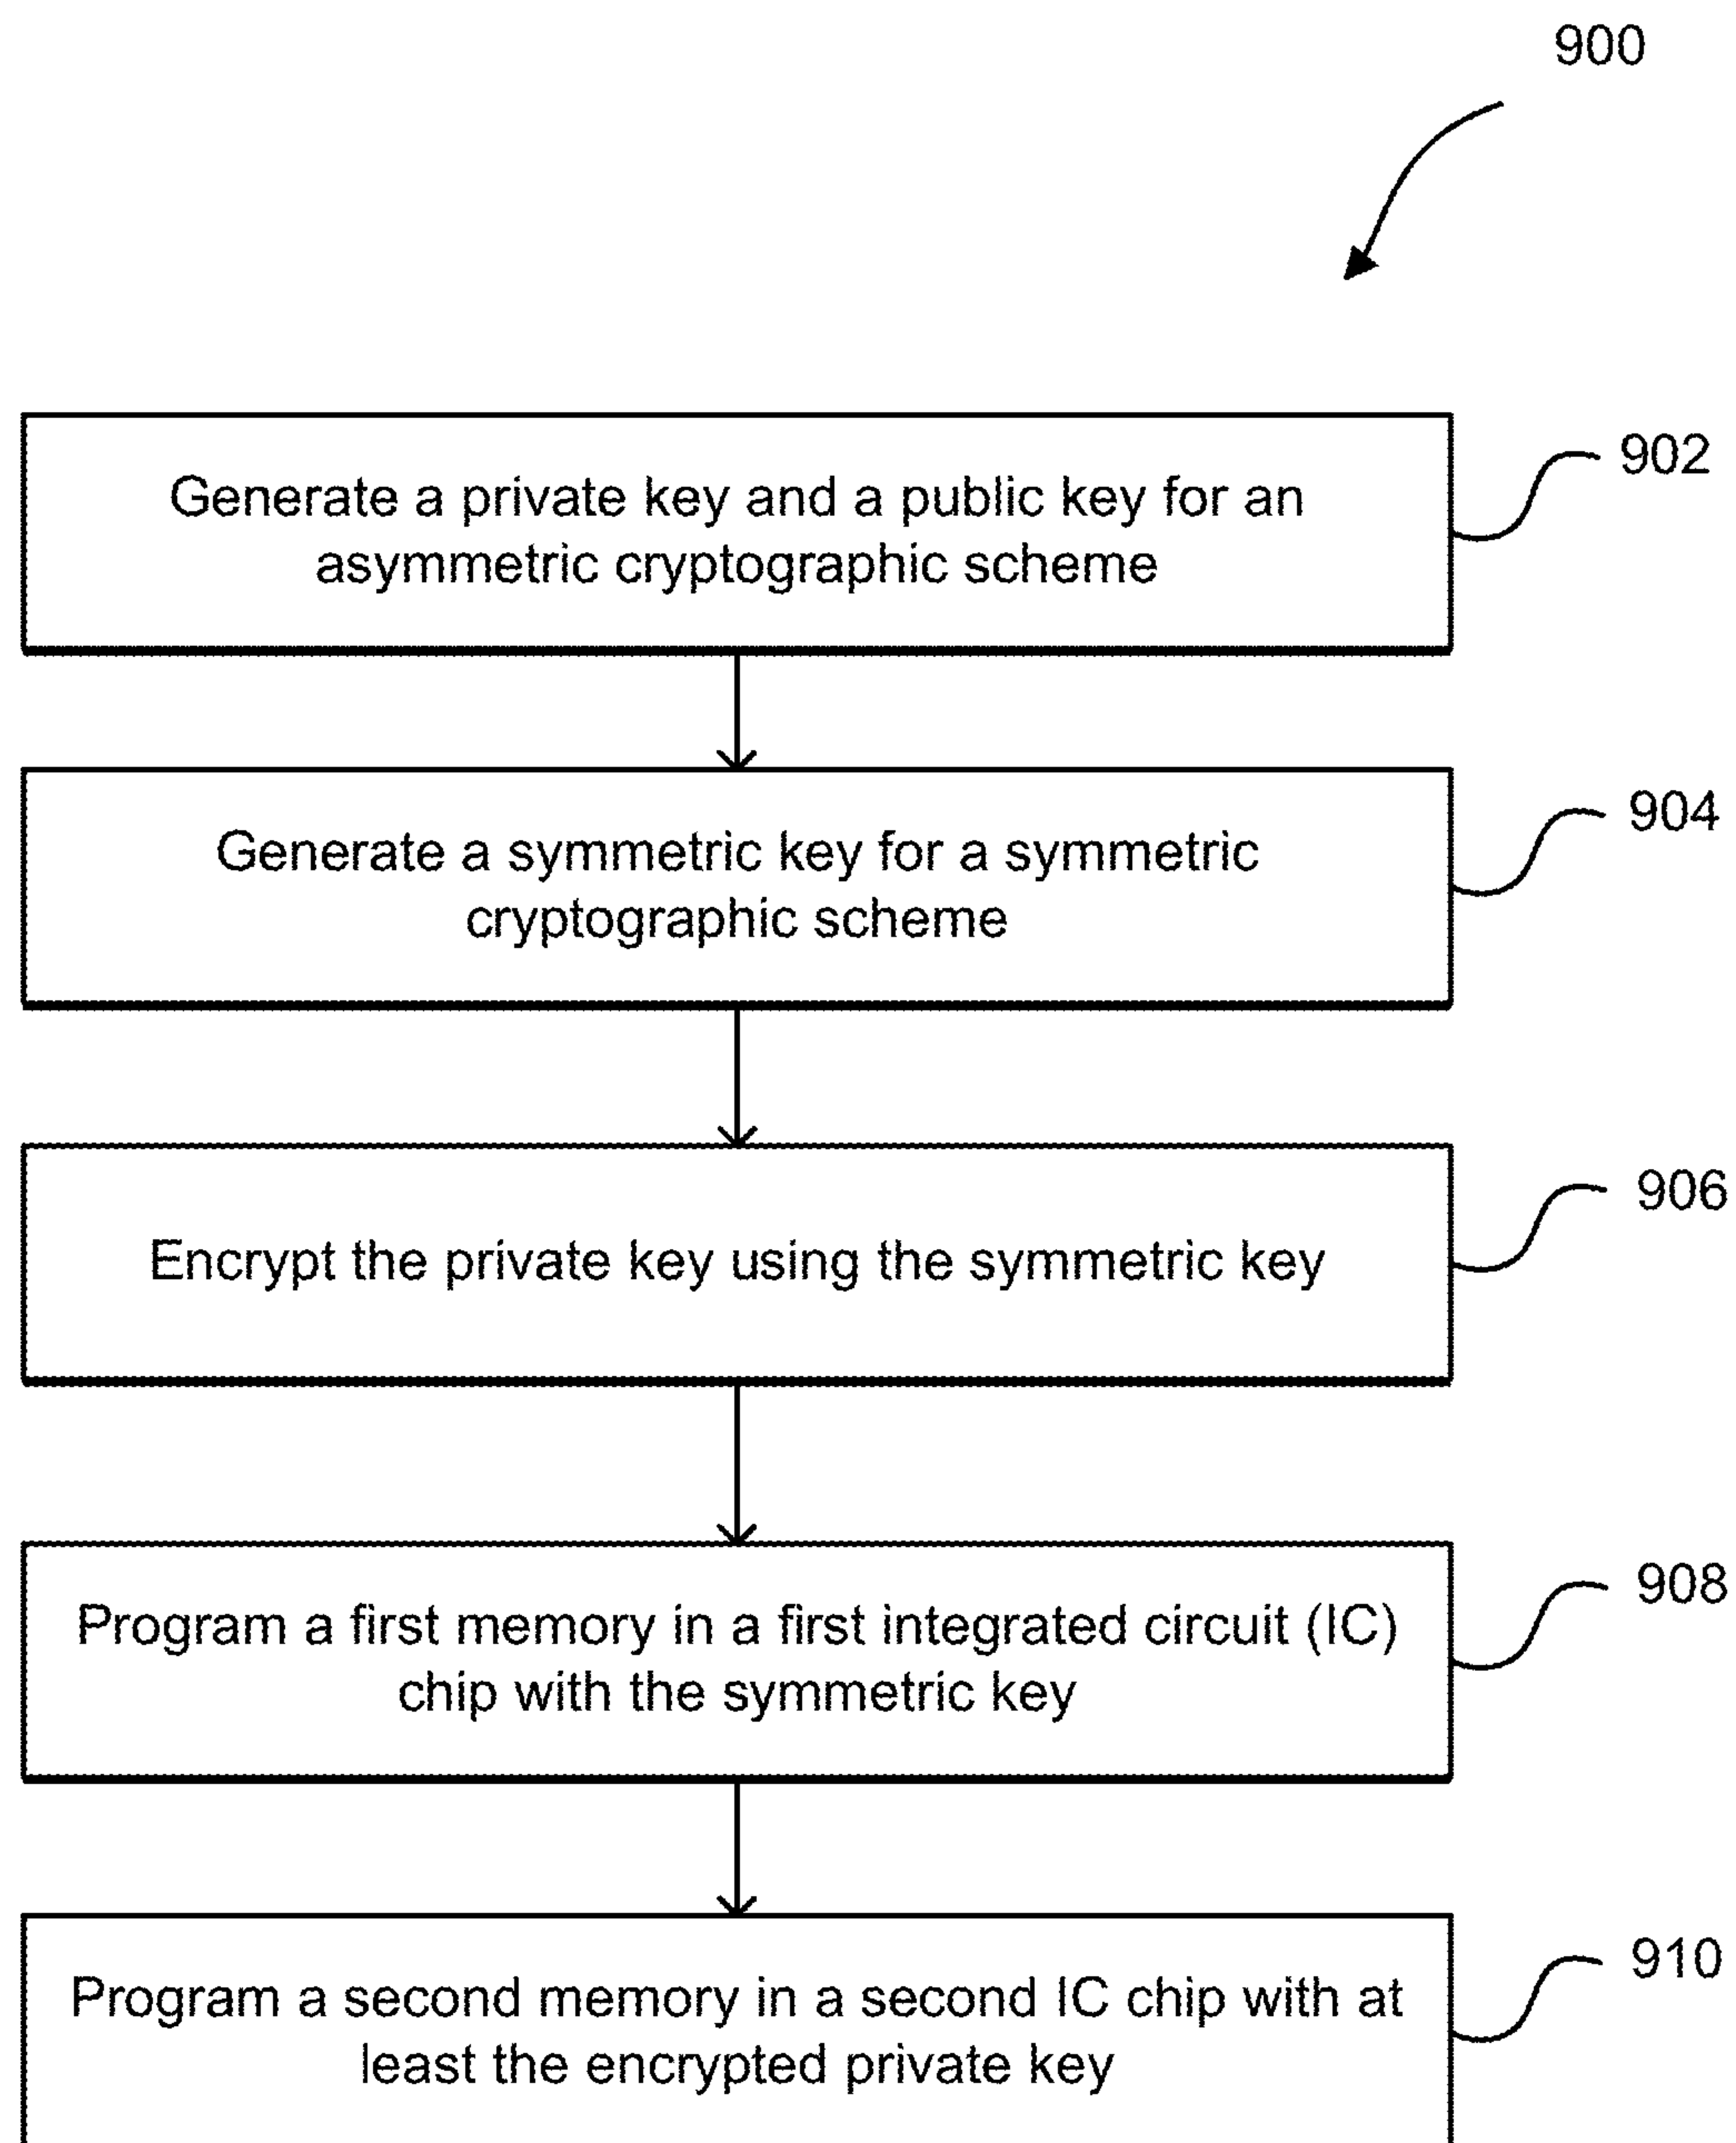 900
Generate a private key and a public key for an
asymmetric cryptographic scheme
902
Generate a symmetric key for a symmetric
cryptographic scheme
904
Encrypt the private key using the symmetric key
906
Program a first memory in a first integrated circuit (IC)
chip with the symmetric key
908
Program a second memory in a second IC chip with at
least the encrypted private key
910